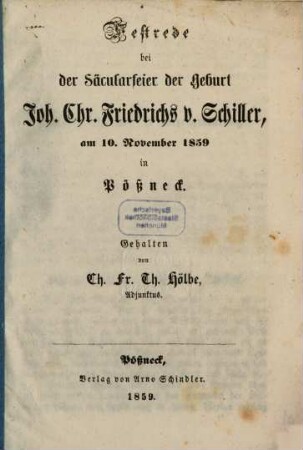 Festrede
bei
der Säcularfeier der Geburt
Joh. Chr. Friedrichs v. Schiller,
am 10. November 1859
in
Pößneck.
Gehalten
von
Ch. Fr. Th. Hölbe,
Adjunktus.
Pößneck,
Verlag von Arno Schindler.
1859.